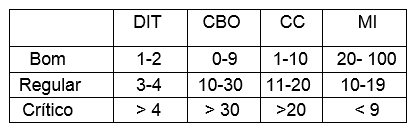 DIT CBO CC MI
Bom 1-2 0-9 1-10 20- 100
Regular 3-4 10-30 11-20 10-19
Crítico > 4 > 30 >20 < 9